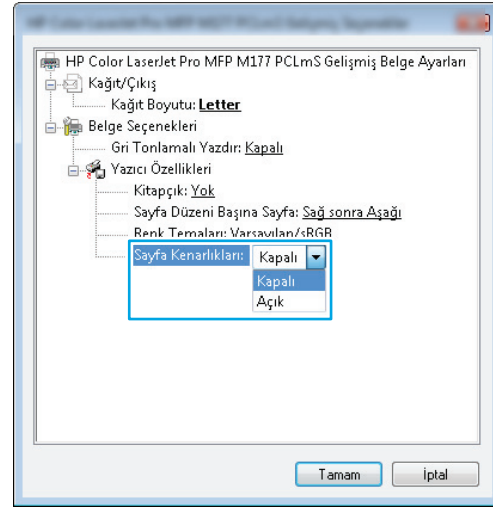 HP Color LaserJet Pro MFP M177 PCLmS Gelişmiş Belge Ayarları
Kağıt/Çıkış
Kağıt Boyutu: Letter
Belge Seçenekleri
Gri Tonlamalı Yazdır: Kapalı
Yazıcı Özellikleri
Kitapçık: Yok
Sayfa Düzeni Başına Sayfa: Sağ sonra Aşağı
Renk Temaları: Varsayılan/sRGB
Sayfa Kenarlıkları: Kapalı
Kapalı
Açık
Tamam İptal